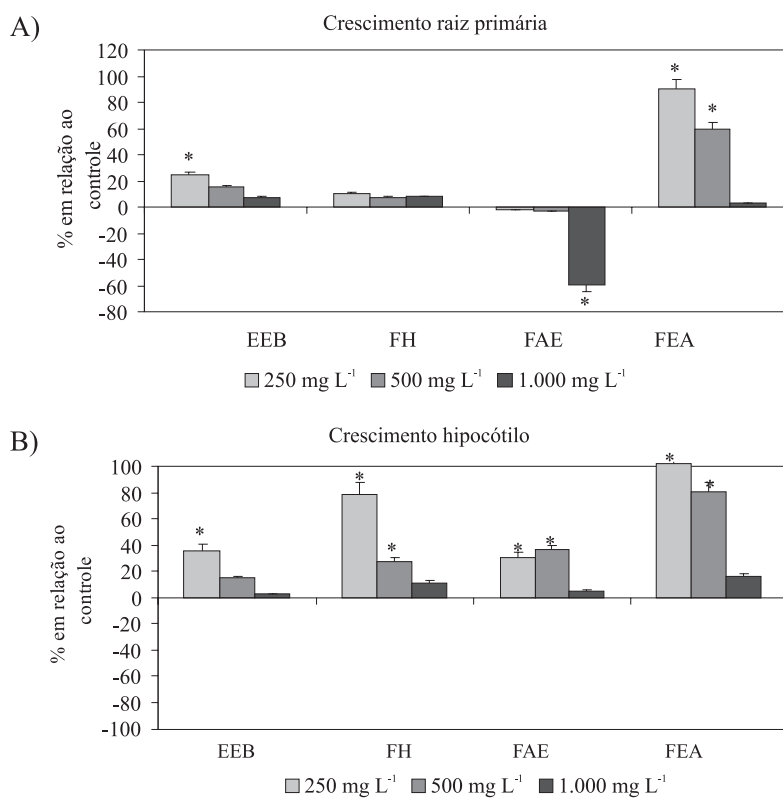 A)
Crescimento raiz primária
% em relação ao
controle
120
100
80
60
40
20
0
-20
-40
-60
-80
*
*
*
*
EEB FH FAE FEA
250 mg L⁻¹ 500 mg L⁻¹ 1.000 mg L⁻¹
B)
Crescimento hipocótilo
% em relação ao
controle
100
80
60
40
20
0
-20
-40
-60
-80
-100
*
*
*
*
*
*
*
EEB FH FAE FEA
250 mg L⁻¹ 500 mg L⁻¹ 1.000 mg L⁻¹